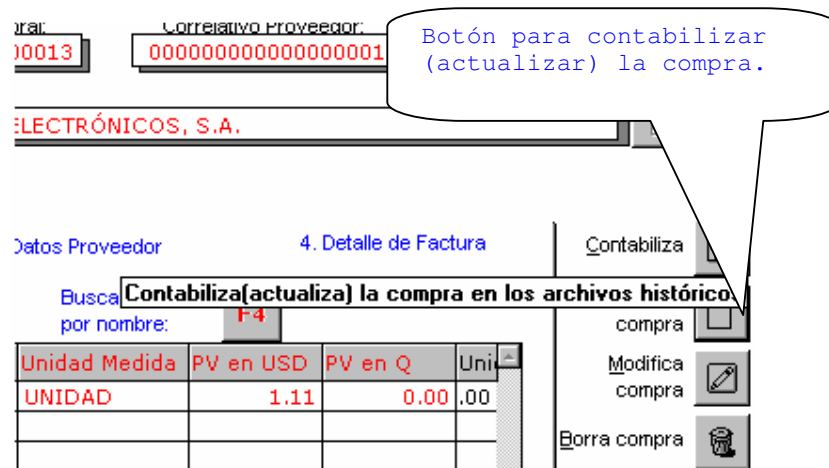 Correlativo Proveedor:
00013
000000000000000001
Botón para contabilizar
(actualizar) la compra.
ELECTRÓNICOS, S.A.
Datos Proveedor
4. Detalle de Factura
Contabiliza
Busca
Contabiliza(actualiza) la compra en los archivos histórico
por nombre:
F4
compra
Unidad Medida
PV en USD
PV en Q
UNIDAD
1.11
0.00
.00
Modifica
compra
Borra compra